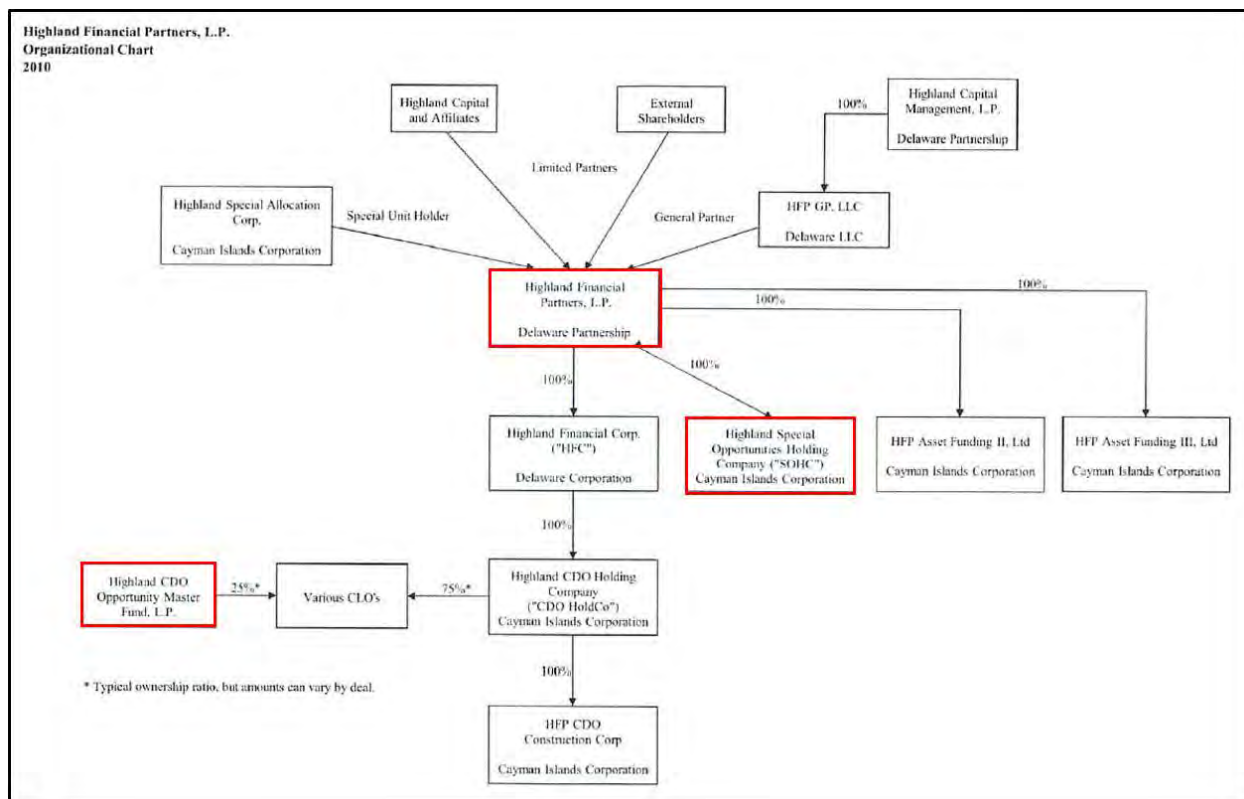 Highland Financial Partners, L.P.
Organizational Chart
2010
Highland Capital
and Affiliates
External
Shareholders
100%
Highland Capital
Management, L.P.
Delaware Partnership
Limited Partners
Highland Special Allocation
Corp.
Cayman Islands Corporation
Special Unit Holder
General Partner
HFP GP, LLC
Delaware LLC
Highland Financial
Partners, L.P.
Delaware Partnership
100%
100%
100%
100%
Highland Financial Corp.
("HFC")
Delaware Corporation
Highland Special
Opportunities Holding
Company ("SOHC")
Cayman Islands Corporation
HFP Asset Funding II, Ltd
Cayman Islands Corporation
HFP Asset Funding III, Ltd
Cayman Islands Corporation
100%
Highland CDO
Opportunity Master
Fund, L.P.
25%*
Various CLO's
75%*
Highland CDO Holding
Company
("CDO HoldCo")
Cayman Islands Corporation
100%
* Typical ownership ratio, but amounts can vary by deal.
HFP CDO
Construction Corp
Cayman Islands Corporation